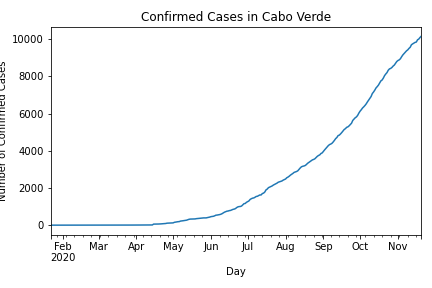 Confirmed Cases in Cabo Verde
Number of Confirmed Cases
10000
8000
6000
4000
2000
0
Feb Mar Apr May Jun Jul Aug Sep Oct Nov
2020
Day